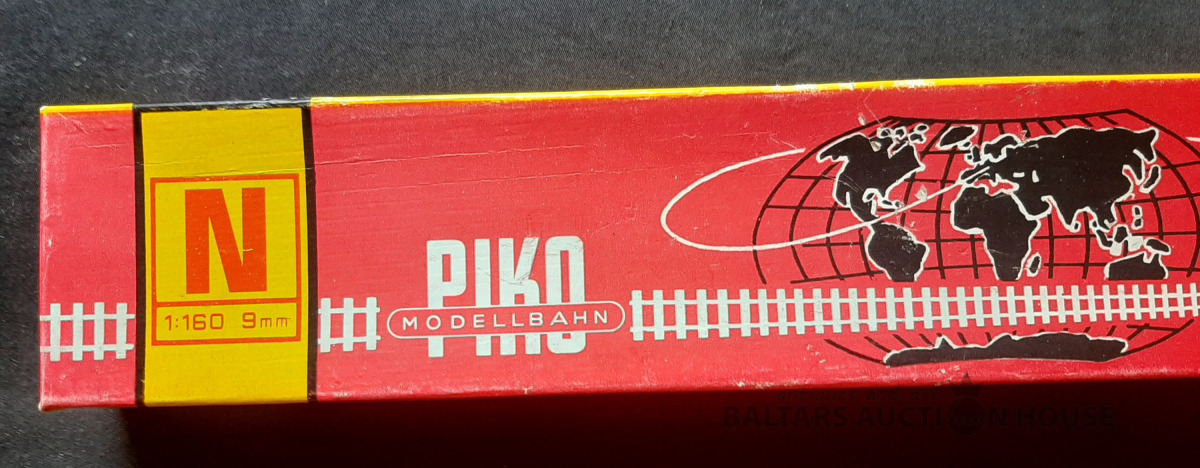 N
1:160 9mm
PIKO
MODELLBAHN
BALTARS AUCTION HOUSE